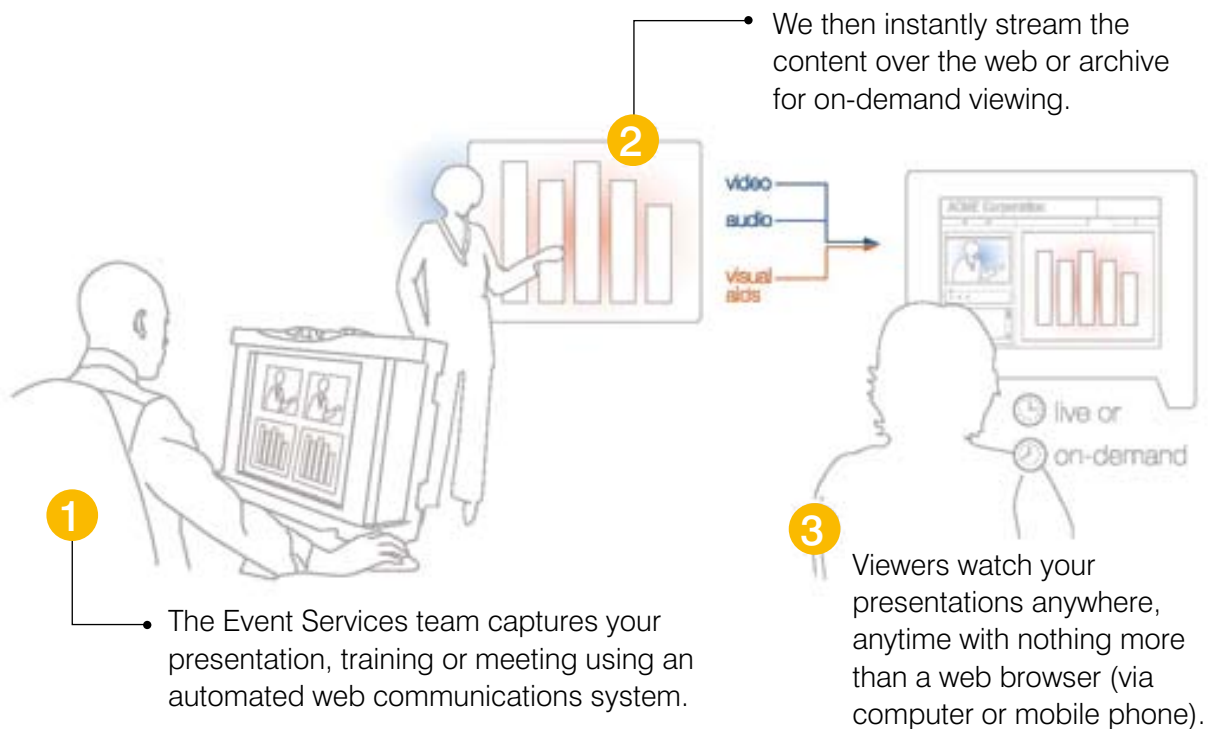 We then instantly stream the
content over the web or archive
for on-demand viewing.
2
video
audio
visual
aids
ACME Corporation
live or
on-demand
1
The Event Services team captures your
presentation, training or meeting using an
automated web communications system.
3
Viewers watch your
presentations anywhere,
anytime with nothing more
than a web browser (via
computer or mobile phone).